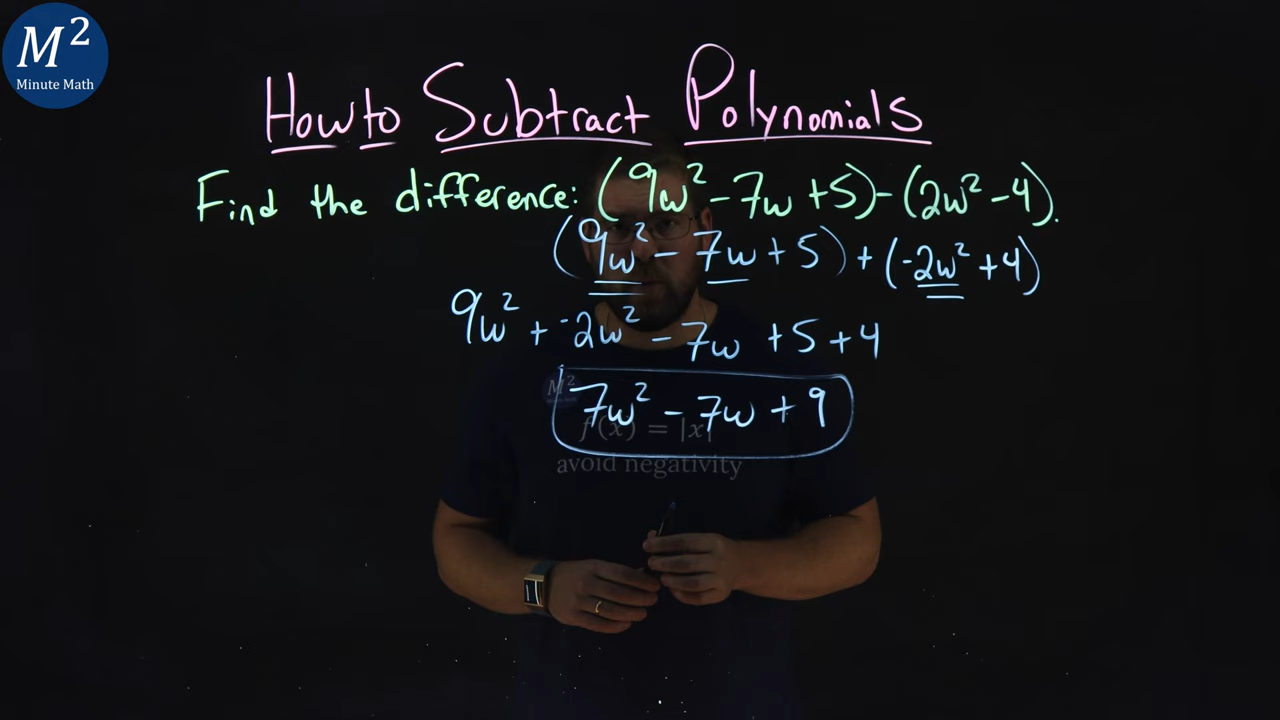 M²
Minute Math
How to Subtract Polynomials
Find the difference: (9w² - 7w + 5) - (2w² - 4).
(9w² - 7w + 5) + (-2w² + 4)
9w² + -2w² - 7w + 5 + 4
7w² - 7w + 9
M²
f(x) = |x|
avoid negativity